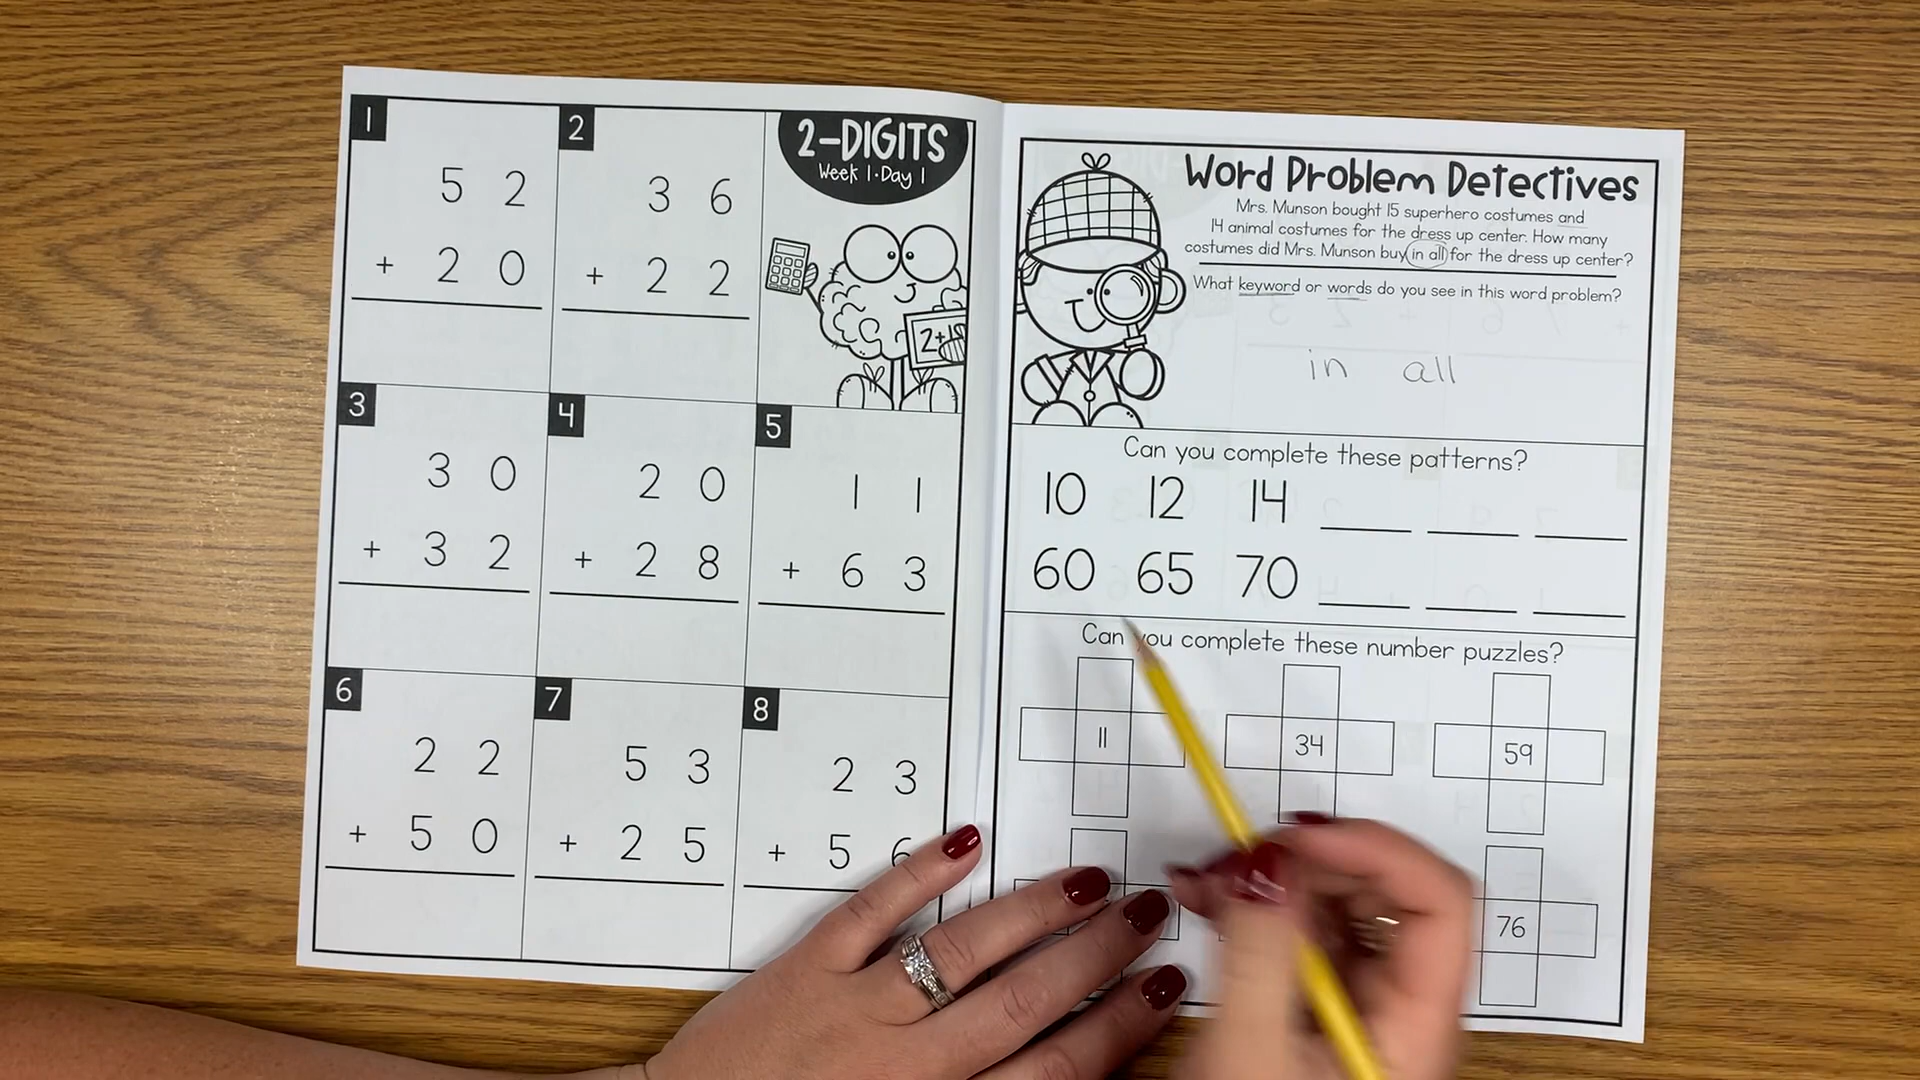 1
5 2
+ 2 0
2
3 6
+ 2 2
2-DIGITS
Week 1·Day 1
3
3 0
+ 3 2
4
2 0
+ 2 8
5
1 1
+ 6 3
6
2 2
+ 5 0
7
5 3
+ 2 5
8
2 3
+ 5 6
Word Problem Detectives
Mrs. Munson bought 15 superhero costumes and
14 animal costumes for the dress up center. How many
costumes did Mrs. Munson buy in all for the dress up center?
What keyword or words do you see in this word problem?
in all
Can you complete these patterns?
10 12 14
60 65 70
Can you complete these number puzzles?
11 34 59
76